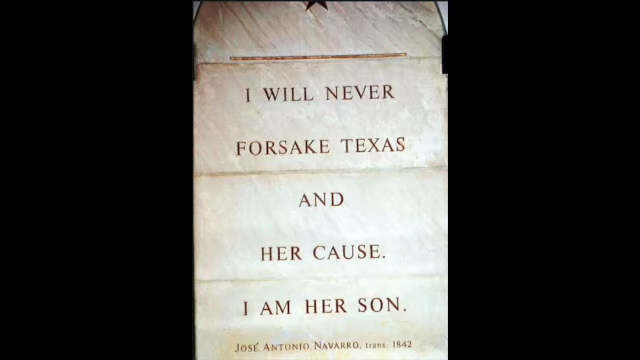 I WILL NEVER
FORSAKE TEXAS
AND
HER CAUSE.
I AM HER SON.
JOSÉ ANTONIO NAVARRO, trans. 1842